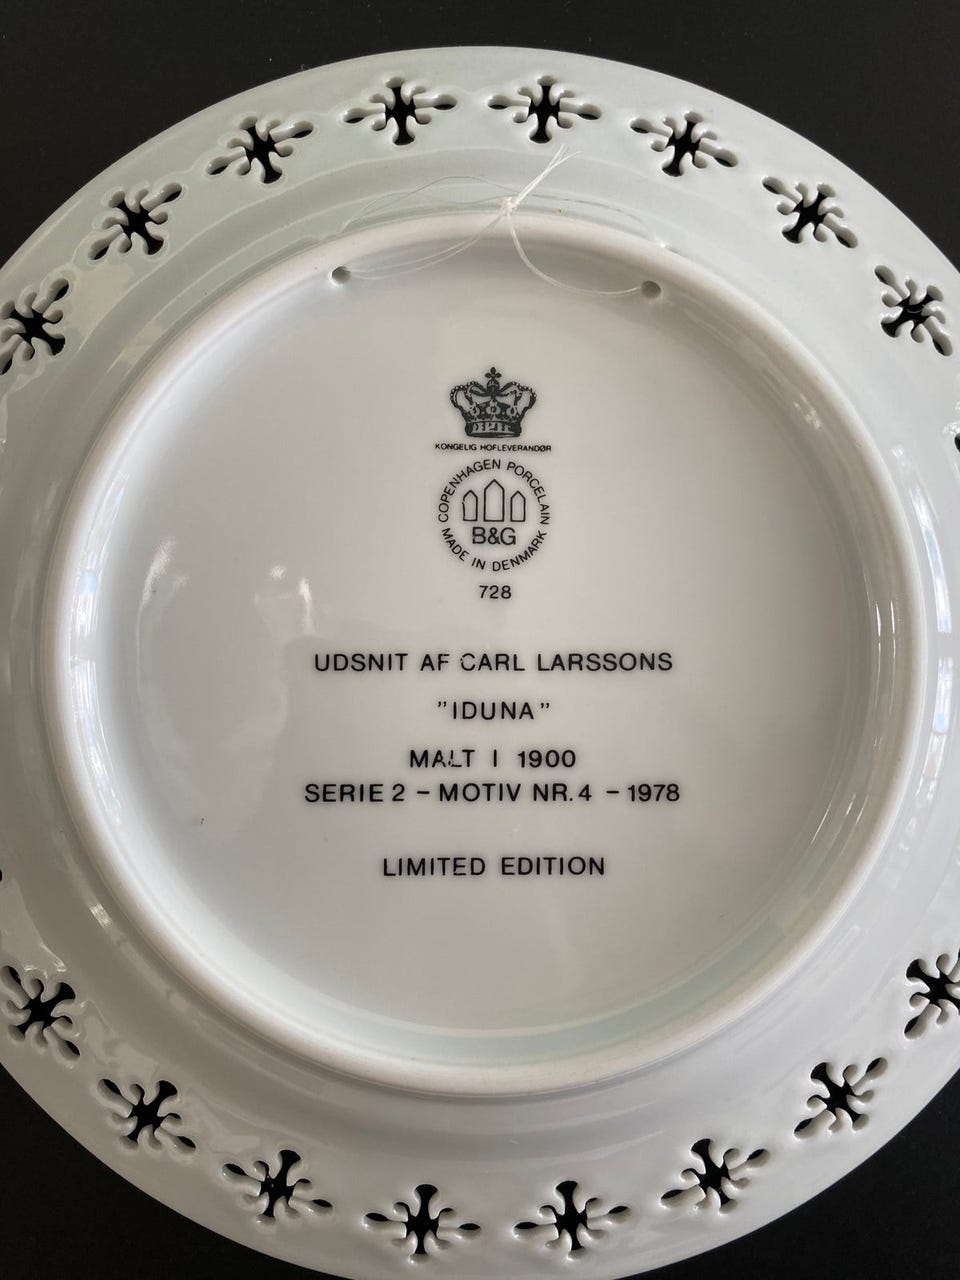 KONGELIG HOFLEVERANDØR
COPENHAGEN PORCELAIN
B&G
MADE IN DENMARK
728
UDSNIT AF CARL LARSSONS
”IDUNA”
MALT I 1900
SERIE 2 – MOTIV NR. 4 – 1978
LIMITED EDITION